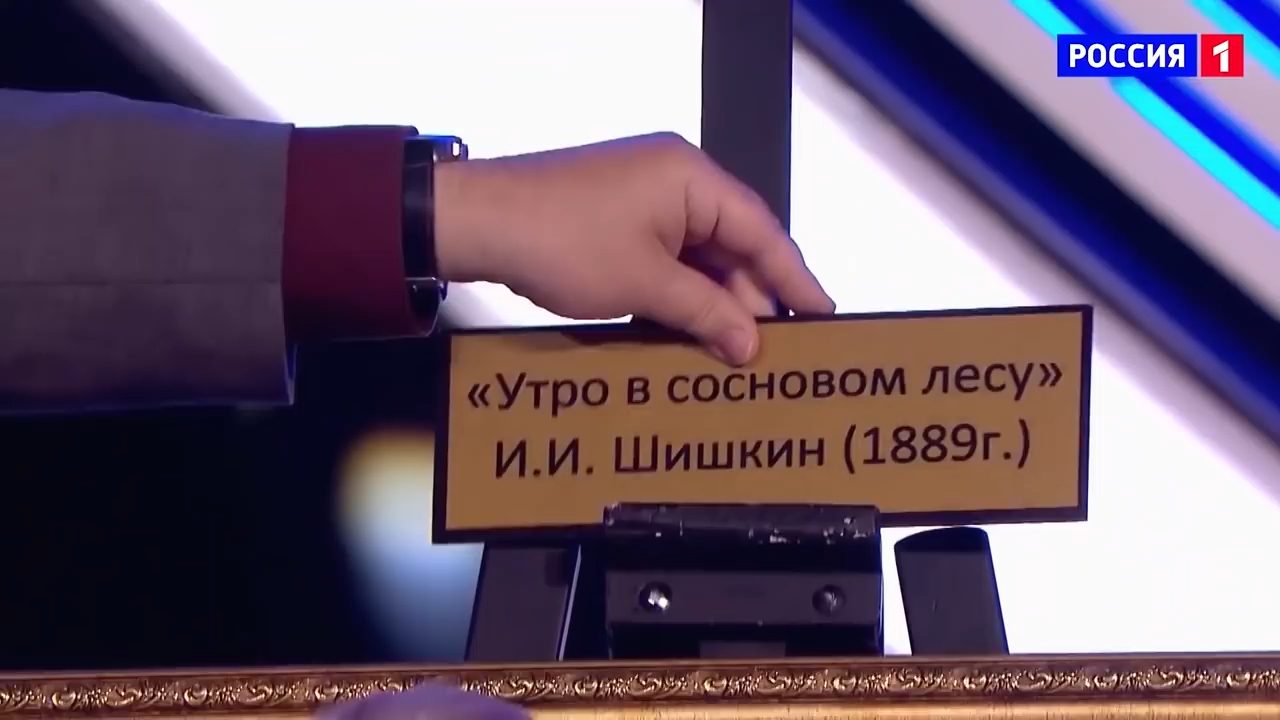 РОССИЯ 1
«Утро в сосновом лесу»
И.И. Шишкин (1889г.)